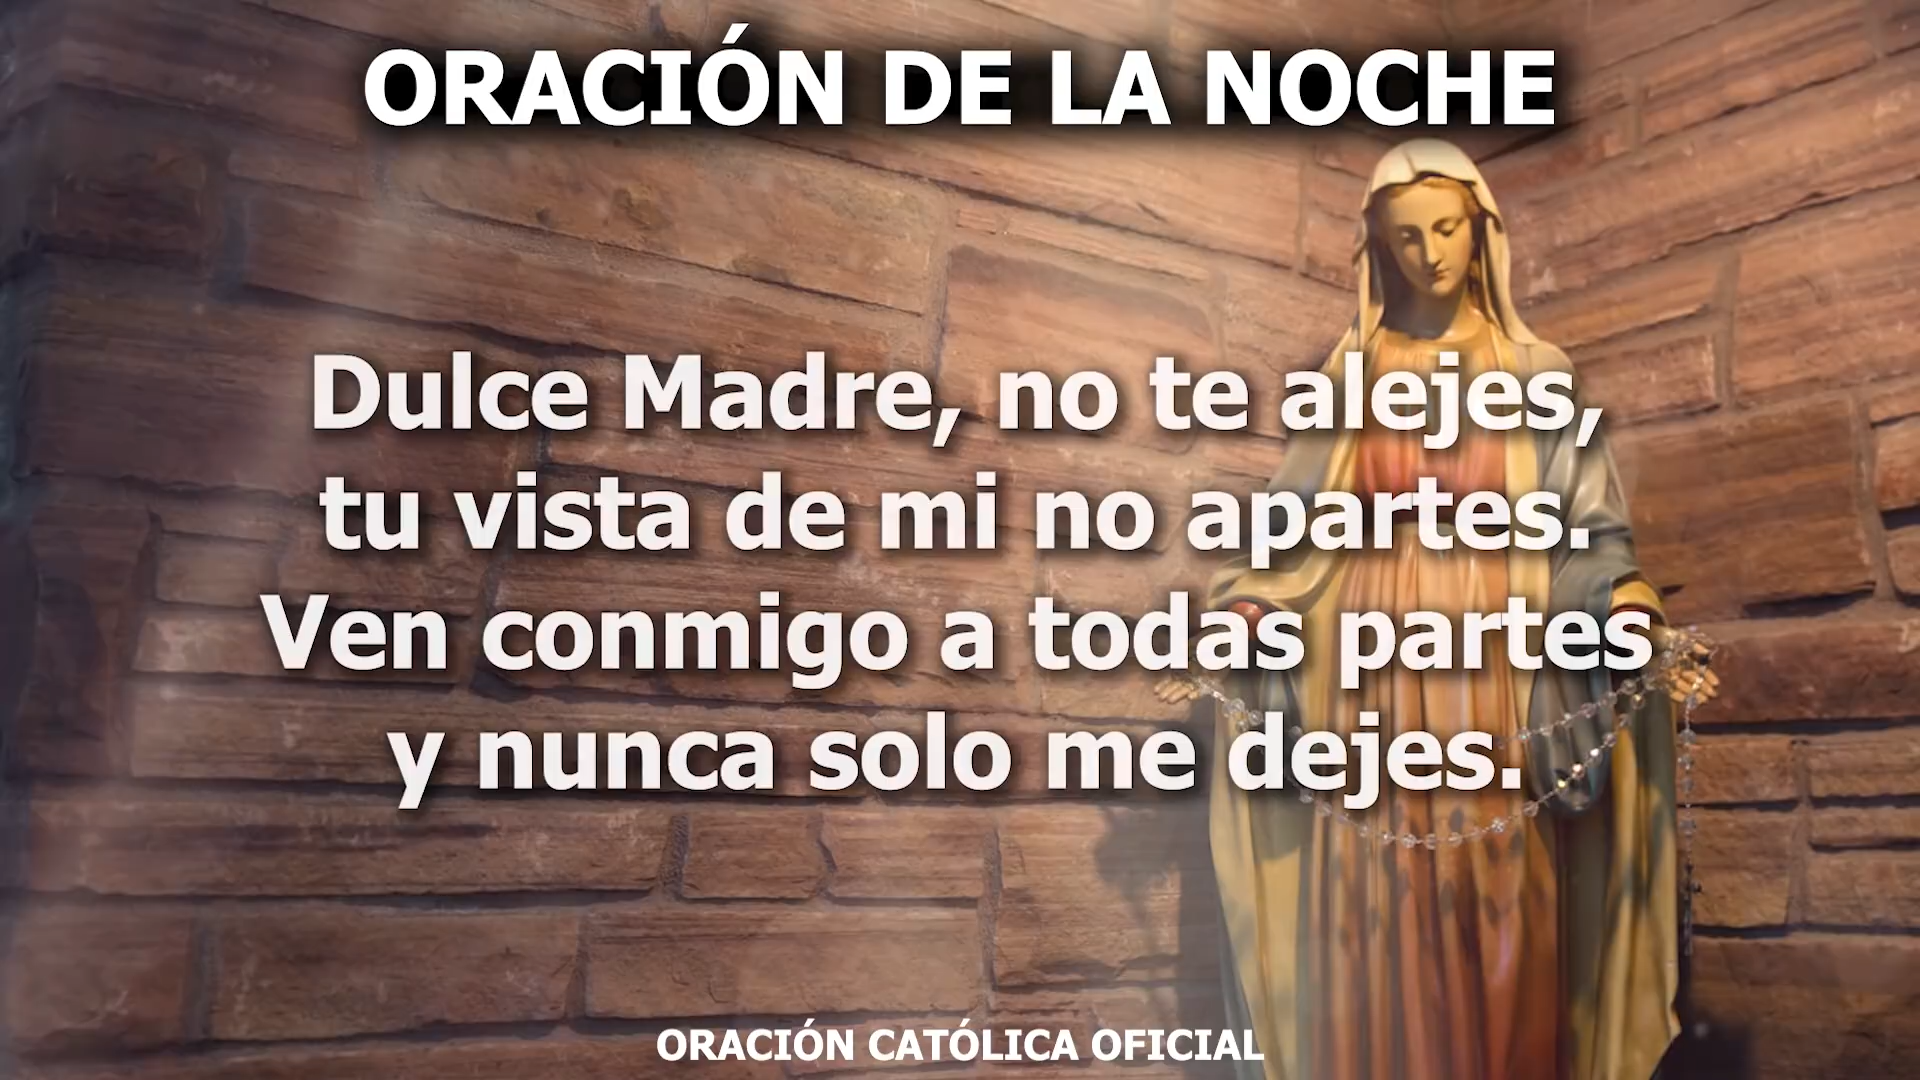 ORACIÓN DE LA NOCHE
Dulce Madre, no te alejes,
tu vista de mi no apartes.
Ven conmigo a todas partes
y nunca solo me dejes.
ORACIÓN CATÓLICA OFICIAL